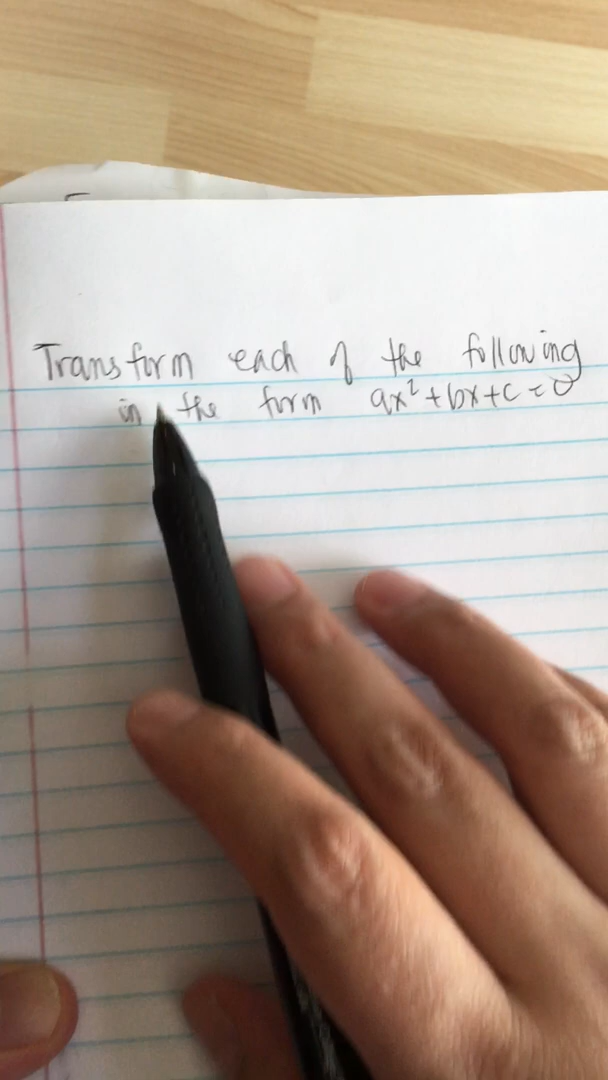 Transform each of the following
in the form ax²+bx+c=0